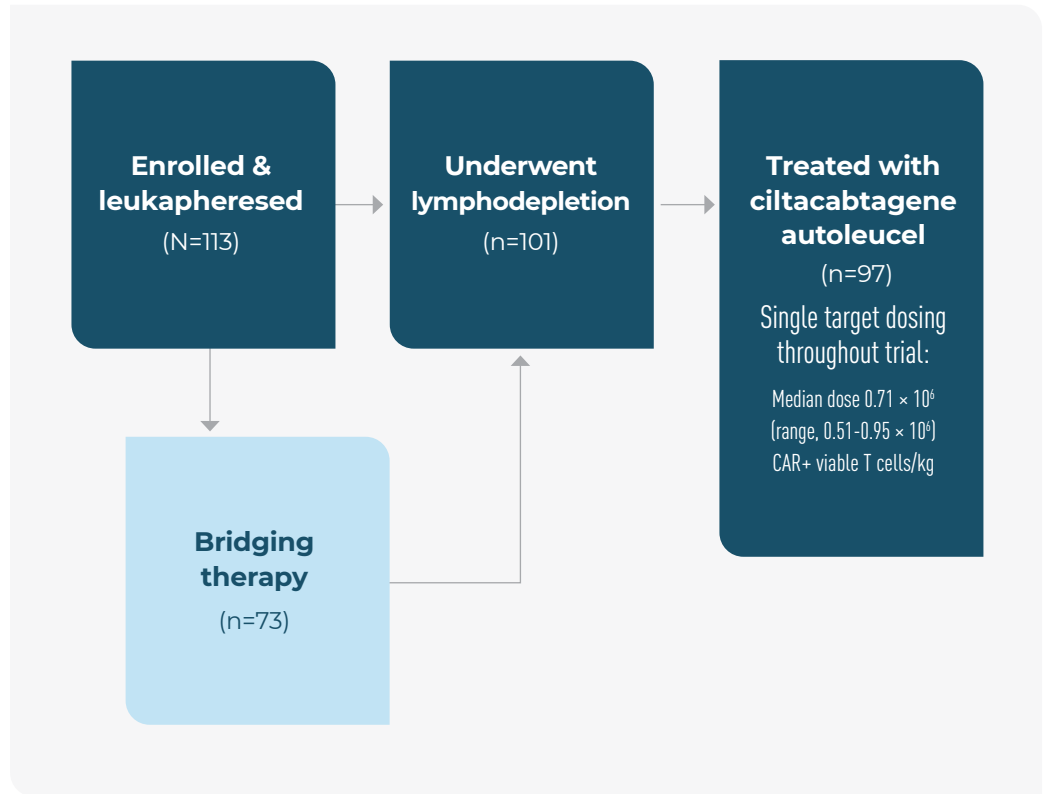 Enrolled &
leukapheresed
(N=113)
Underwent
lymphodepletion
(n=101)
Treated with
ciltacabtagene
autoleucel
(n=97)
Single target dosing
throughout trial:
Median dose 0.71 × 10⁶
(range, 0.51-0.95 × 10⁶)
CAR+ viable T cells/kg
Bridging
therapy
(n=73)